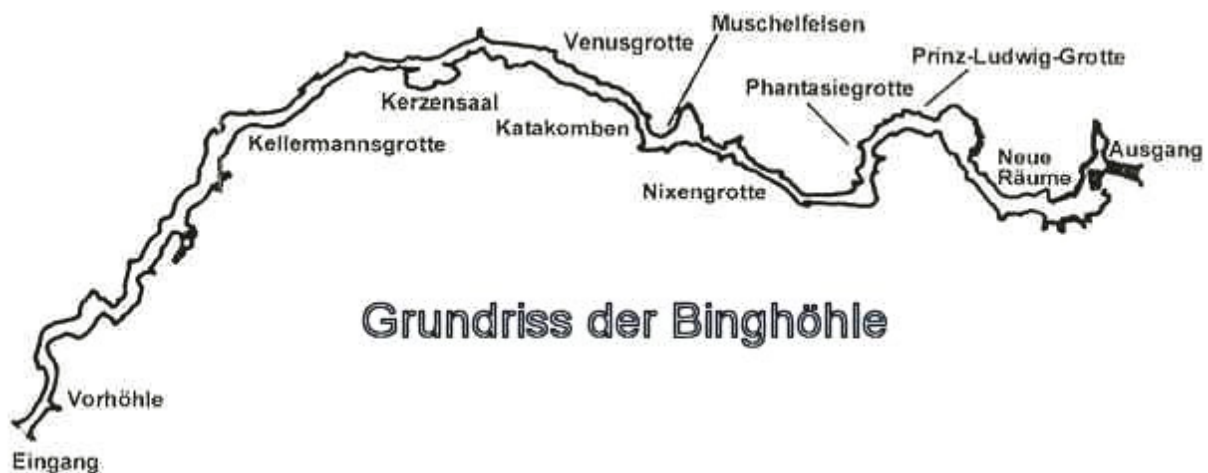 Muschelfelsen
Venusgrotte
Prinz-Ludwig-Grotte
Phantasiegrotte
Kerzensaal
Katakomben
Kellermannsgrotte
Neue
Räume
Ausgang
Nixengrotte
Grundriss der Binghöhle
Vorhöhle
Eingang